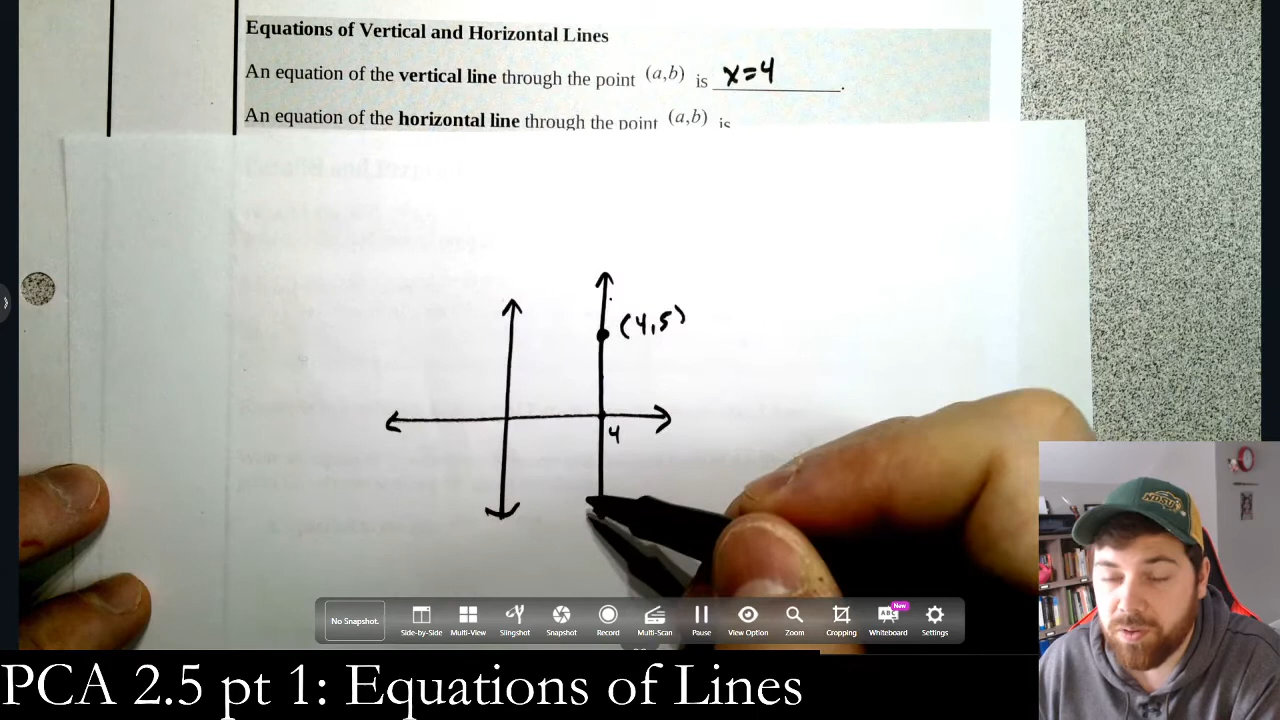 Equations of Vertical and Horizontal Lines
An equation of the vertical line through the point (a,b) is x=4.
An equation of the horizontal line through the point (a,b) is
(4,5)
4
NDSU
No Snapshot.
Side-by-Side Multi-View Slingshot Snapshot Record Multi-Scan Pause View Option Zoom Cropping Whiteboard Settings
New
ABC
PCA 2.5 pt 1: Equations of Lines